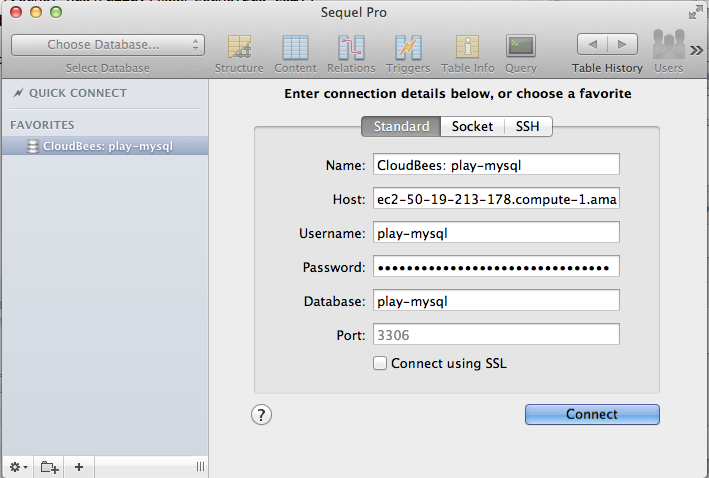 Sequel Pro
Choose Database...
Select Database
Structure
Content
Relations
Triggers
Table Info
Query
Table History
Users
QUICK CONNECT
FAVORITES
CloudBees: play-mysql
Enter connection details below, or choose a favorite
Standard
Socket
SSH
Name: CloudBees: play-mysql
Host: ec2-50-19-213-178.compute-1.ama
Username: play-mysql
Password: ••••••••••••••••••••••••••••••••
Database: play-mysql
Port: 3306
Connect using SSL
? Connect